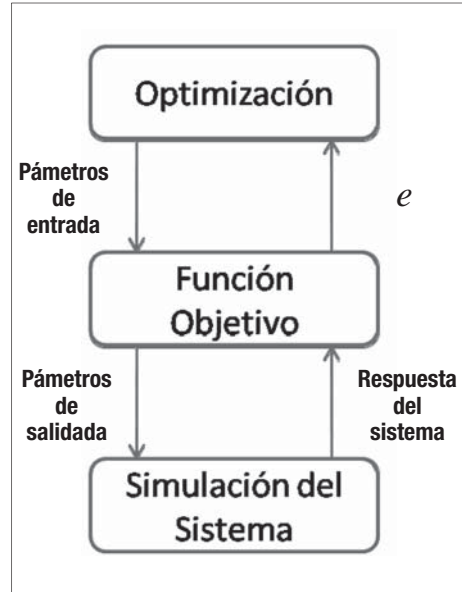 Optimización
Pámetros
de
entrada
e
Función
Objetivo
Pámetros
de
salidada
Respuesta
del
sistema
Simulación del
Sistema